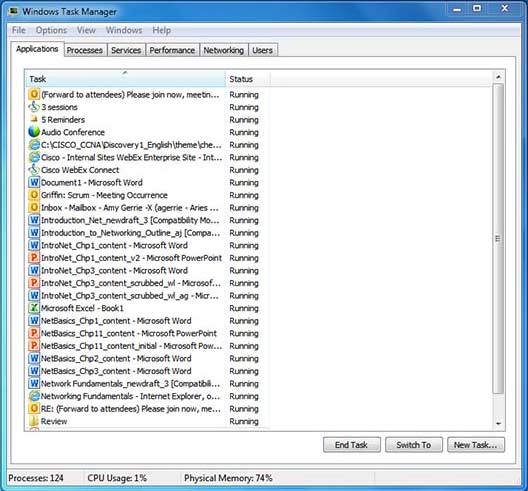 Windows Task Manager
File Options View Windows Help
Applications Processes Services Performance Networking Users
Task Status
(Forward to attendees) Please join now, meetin... Running
3 sessions Running
5 Reminders Running
Audio Conference Running
C:\CISCO_CCNA\Discovery1_English\theme\che... Running
Cisco - Internal Sites WebEx Enterprise Site - Int... Running
Cisco WebEx Connect Running
Document1 - Microsoft Word Running
Griffin: Scrum - Meeting Occurrence Running
Inbox - Mailbox - Amy Gerrie -X (agerrie - Aries ... Running
Introduction_Net_newdraft_3 [Compatibility Mo... Running
Introduction_to_Networking_Outline_aj [Compa... Running
IntroNet_Chp1_content - Microsoft Word Running
IntroNet_Chp1_content_v2 - Microsoft PowerPoint Running
IntroNet_Chp3_content - Microsoft Word Running
IntroNet_Chp3_content_scrubbed_wl - Microsof... Running
IntroNet_Chp3_content_scrubbed_wl_ag - Micr... Running
Microsoft Excel - Book1 Running
NetBasics_Chp1_content - Microsoft Word Running
NetBasics_Chp11_content - Microsoft PowerPoint Running
NetBasics_Chp11_content_initial - Microsoft Pow... Running
NetBasics_Chp2_content - Microsoft Word Running
NetBasics_Chp3_content - Microsoft Word Running
Network Fundamentals_newdraft_3 [Compatibili... Running
Networking Fundamentals - Internet Explorer, o... Running
RE: (Forward to attendees) Please join now, me... Running
Review Running
End Task Switch To New Task...
Processes: 124 CPU Usage: 1% Physical Memory: 74%